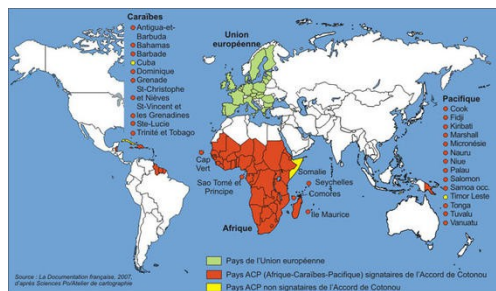 Caraïbes
Antigua-et-
Barbuda
Bahamas
Barbade
Cuba
Dominique
Grenade
St-Christophe
et Nièves
St-Vincent et
les Grenadines
Ste-Lucie
Trinité et Tobago
Union
européenne
Pacifique
Cook
Fidji
Kiribati
Marshall
Micronésie
Nauru
Niue
Palau
Salomon
Samoa occ.
Timor Leste
Tonga
Tuvalu
Vanuatu
Cap
Vert
Sao Tomé et
Principe
Somalie
Seychelles
Comores
Ile Maurice
Afrique
Pays de l'Union européenne
Pays ACP (Afrique-Caraïbes-Pacifique) signataires de l'Accord de Cotonou
Pays ACP non signataires de l'Accord de Cotonou
Source : La Documentation française, 2007,
d'après Sciences Po/Atelier de cartographie